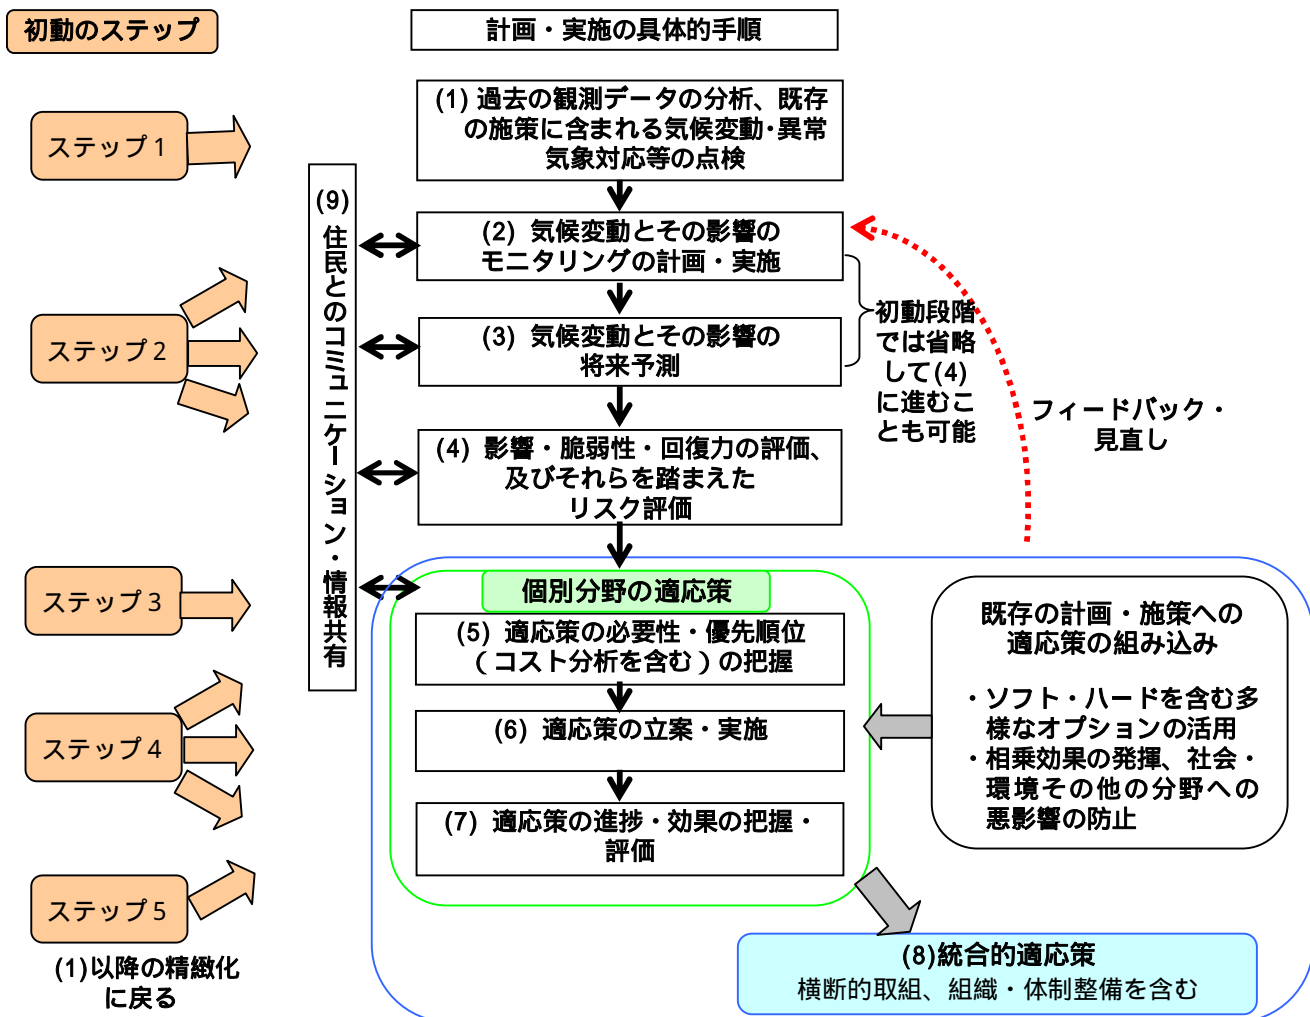 初動のステップ
計画・実施の具体的手順
ステップ1
(1) 過去の観測データの分析、既存
の施策に含まれる気候変動・異常
気象対応等の点検
(9)住民とのコミュニケーション・情報共有
(2) 気候変動とその影響の
モニタリングの計画・実施
ステップ2
(3) 気候変動とその影響の
将来予測
初動段階
では省略
して(4)
に進むこ
とも可能
フィードバック・
見直し
(4) 影響・脆弱性・回復力の評価、
及びそれらを踏まえた
リスク評価
ステップ3
個別分野の適応策
(5) 適応策の必要性・優先順位
(コスト分析を含む)の把握
ステップ4
(6) 適応策の立案・実施
(7) 適応策の進捗・効果の把握・
評価
既存の計画・施策への
適応策の組み込み
・ソフト・ハードを含む多
様なオプションの活用
・相乗効果の発揮、社会・
環境その他の分野への
悪影響の防止
ステップ5
(1)以降の精緻化
に戻る
(8)統合的適応策
横断的取組、組織・体制整備を含む